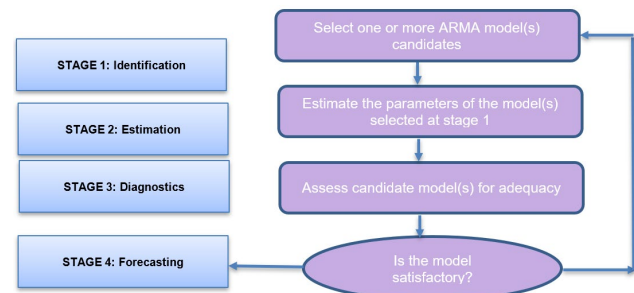 Select one or more ARMA model(s)
candidates
STAGE 1: Identification
Estimate the parameters of the model(s)
selected at stage 1
STAGE 2: Estimation
STAGE 3: Diagnostics
Assess candidate model(s) for adequacy
STAGE 4: Forecasting
Is the model
satisfactory?